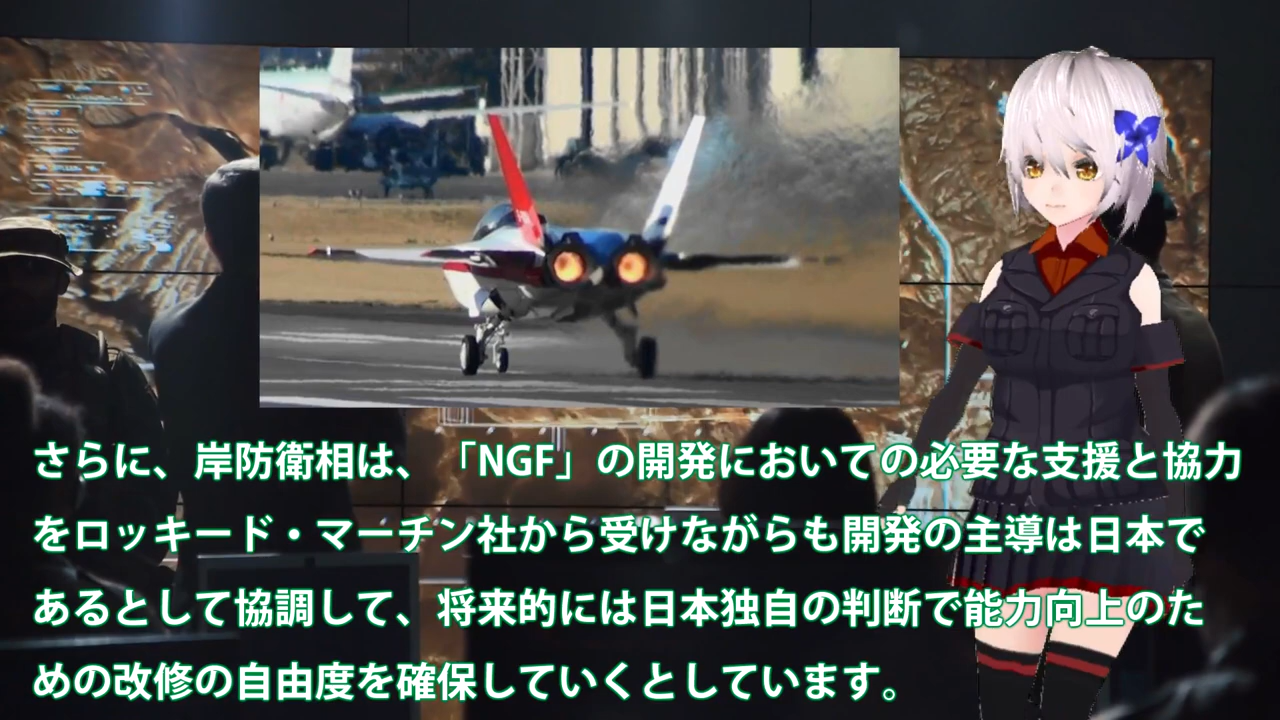 さらに、岸防衛相は、「NGF」の開発においての必要な支援と協力
をロッキード・マーチン社から受けながらも開発の主導は日本で
あるとして協調して、将来的には日本独自の判断で能力向上のた
めの改修の自由度を確保していくとしています。